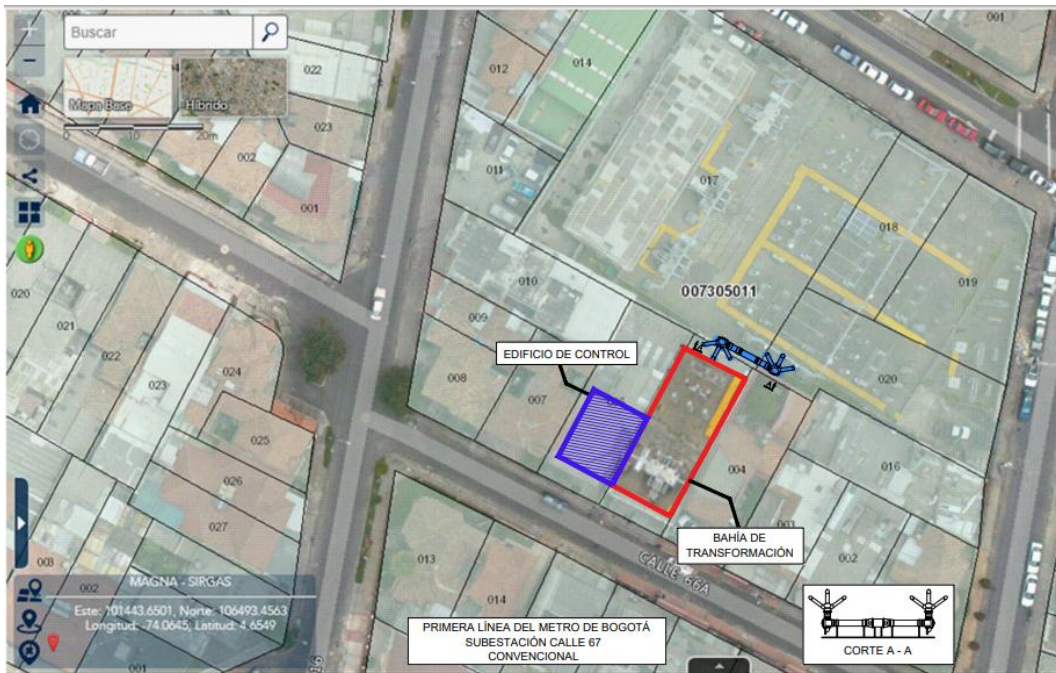 Buscar
Mapa Base
Híbrido
0
10
20m
022
023
002
001
020
021
022
023
024
025
026
027
003
002
001
001
012
014
011
017
018
019
010
007305011
009
008
007
020
004
016
003
002
013
014
EDIFICIO DE CONTROL
BAHÍA DE
TRANSFORMACIÓN
CALLE 66A
MAGNA - SIRGAS
Este: 101443.6501, Norte: 106493.4563
Longitud: -74.0645, Latitud: 4.6549
PRIMERA LÍNEA DEL METRO DE BOGOTÁ
SUBESTACIÓN CALLE 67
CONVENCIONAL
CORTE A - A